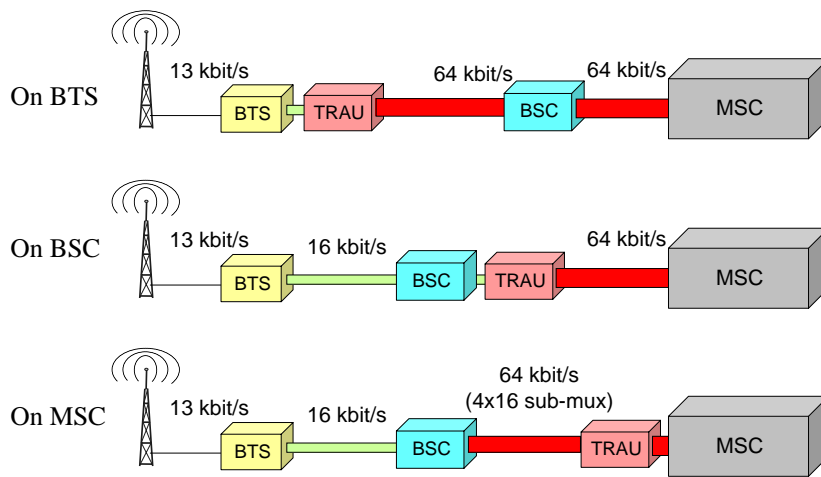 On BTS
13 kbit/s
64 kbit/s
64 kbit/s
BTS
TRAU
BSC
MSC
On BSC
13 kbit/s
16 kbit/s
64 kbit/s
BTS
BSC
TRAU
MSC
On MSC
13 kbit/s
16 kbit/s
64 kbit/s
(4x16 sub-mux)
BTS
BSC
TRAU
MSC